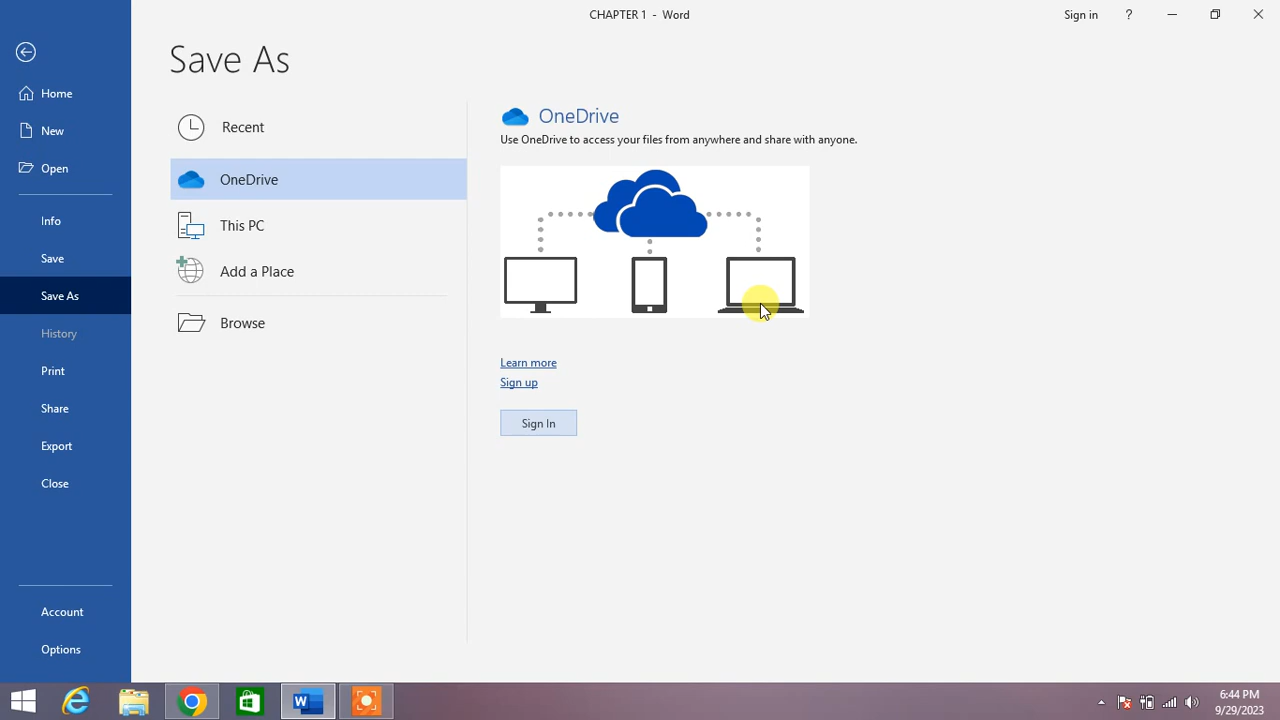 CHAPTER 1 - Word
Sign in
?
Save As
Home
New
Open
Info
Save
Save As
History
Print
Share
Export
Close
Account
Options
Recent
OneDrive
This PC
Add a Place
Browse
OneDrive
Use OneDrive to access your files from anywhere and share with anyone.
Learn more
Sign up
Sign In
W
6:44 PM
9/29/2023